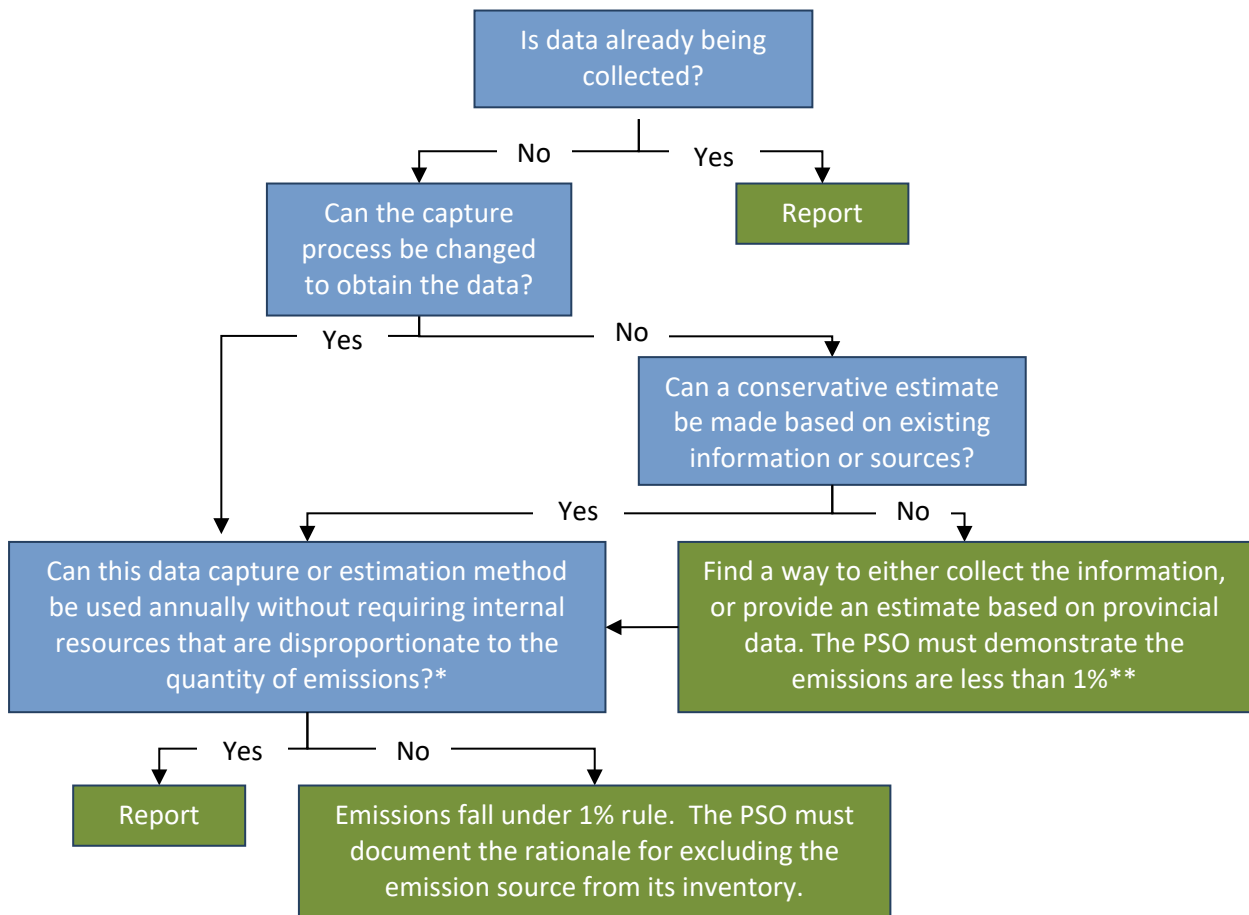 Is data already being
collected?
No
Yes
Can the capture
process be changed
to obtain the data?
Report
Yes
No
Can a conservative estimate
be made based on existing
information or sources?
Yes
No
Can this data capture or estimation method
be used annually without requiring internal
resources that are disproportionate to the
quantity of emissions?*
Find a way to either collect the information,
or provide an estimate based on provincial
data. The PSO must demonstrate the
emissions are less than 1%**
Yes
No
Report
Emissions fall under 1% rule.  The PSO must
document the rationale for excluding the
emission source from its inventory.